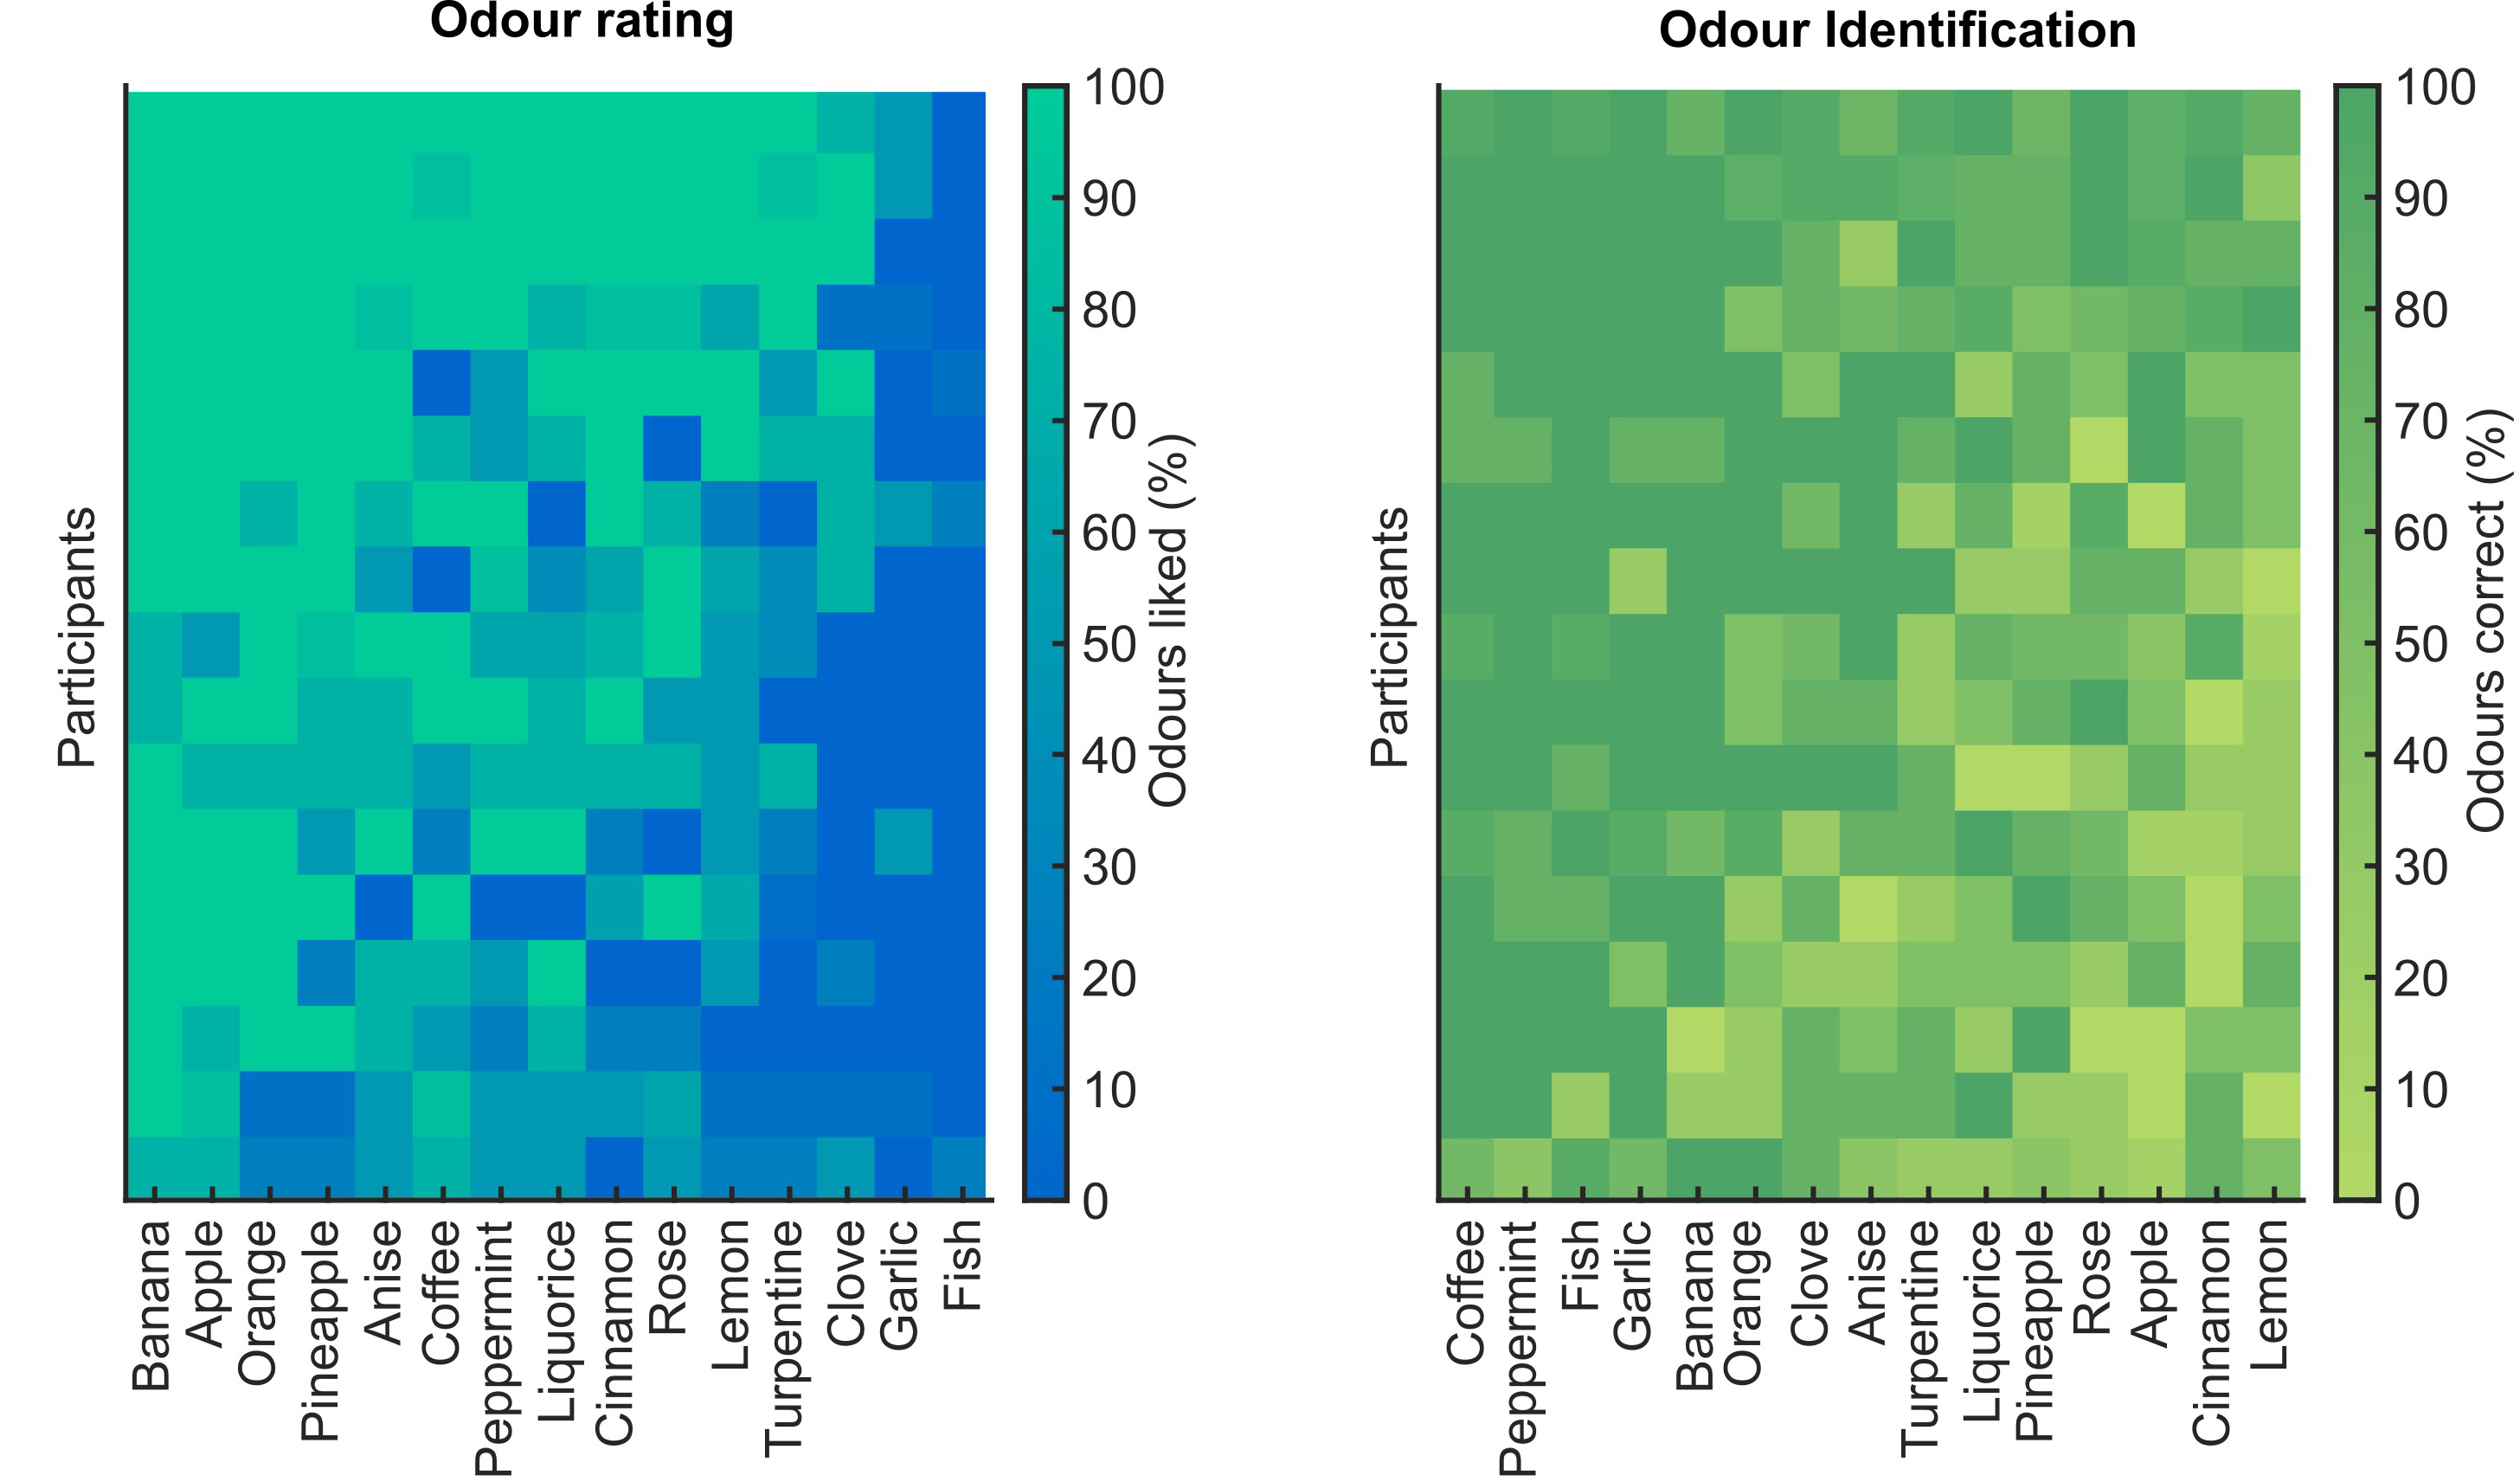 Odour rating
Participants
100
90
80
70
60
50
40
30
20
10
0
Odours liked (%)
Banana
Apple
Orange
Pineapple
Anise
Coffee
Peppermint
Liquorice
Cinnamon
Rose
Lemon
Turpentine
Clove
Garlic
Fish
Odour Identification
Participants
100
90
80
70
60
50
40
30
20
10
0
Odours correct (%)
Coffee
Peppermint
Fish
Garlic
Banana
Orange
Clove
Anise
Turpentine
Liquorice
Pineapple
Rose
Apple
Cinnamon
Lemon